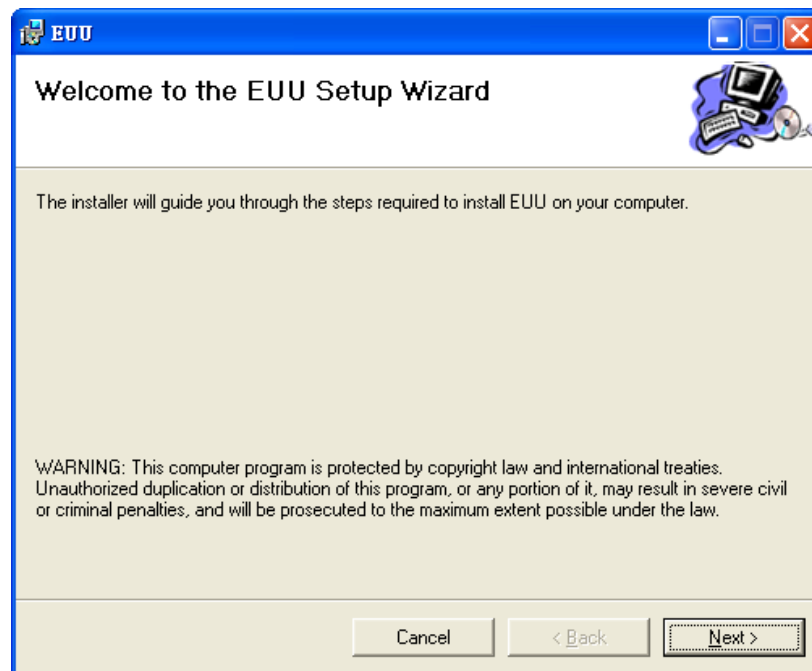 EUU
Welcome to the EUU Setup Wizard
The installer will guide you through the steps required to install EUU on your computer.
WARNING: This computer program is protected by copyright law and international treaties.
Unauthorized duplication or distribution of this program, or any portion of it, may result in severe civil
or criminal penalties, and will be prosecuted to the maximum extent possible under the law.
Cancel < Back Next >